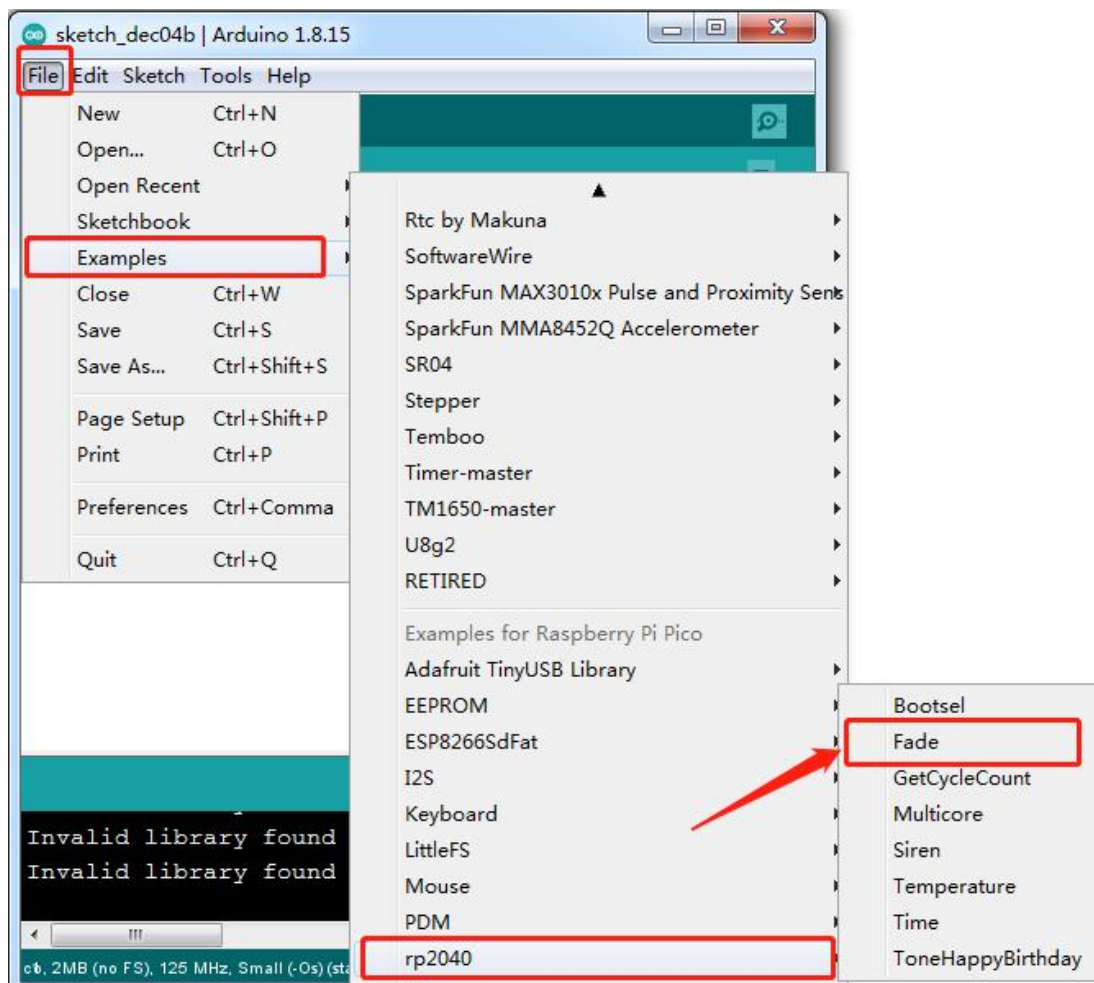 sketch_dec04b | Arduino 1.8.15
File Edit Sketch Tools Help
New Ctrl+N
Open... Ctrl+O
Open Recent
Sketchbook
Examples
Close Ctrl+W
Save Ctrl+S
Save As... Ctrl+Shift+S
Page Setup Ctrl+Shift+P
Print Ctrl+P
Preferences Ctrl+Comma
Quit Ctrl+Q
Rtc by Makuna
SoftwareWire
SparkFun MAX3010x Pulse and Proximity Sens
SparkFun MMA8452Q Accelerometer
SR04
Stepper
Temboo
Timer-master
TM1650-master
U8g2
RETIRED
Examples for Raspberry Pi Pico
Adafruit TinyUSB Library
EEPROM
ESP8266SdFat
I2S
Keyboard
LittleFS
Mouse
PDM
rp2040
Bootsel
Fade
GetCycleCount
Multicore
Siren
Temperature
Time
ToneHappyBirthday
Invalid library found
Invalid library found
2MB (no FS), 125 MHz, Small (-Os) (sta